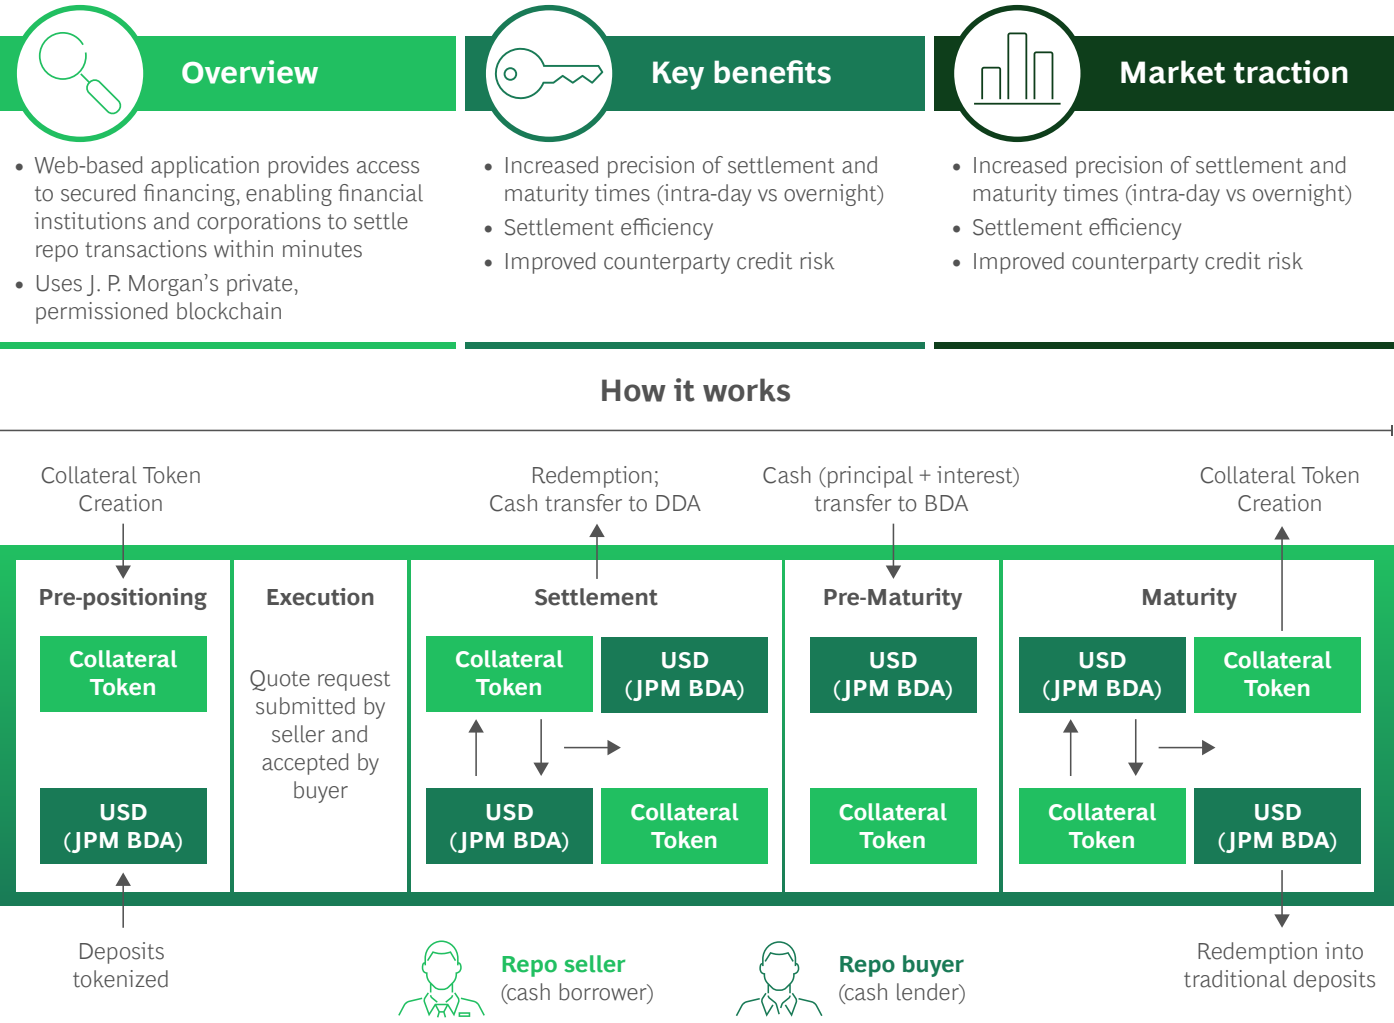 Overview
Web-based application provides access
to secured financing, enabling financial
institutions and corporations to settle
repo transactions within minutes
Uses J. P. Morgan's private,
permissioned blockchain
Key benefits
Increased precision of settlement and
maturity times (intra-day vs overnight)
Settlement efficiency
Improved counterparty credit risk
Market traction
Increased precision of settlement and
maturity times (intra-day vs overnight)
Settlement efficiency
Improved counterparty credit risk
How it works
Collateral Token
Creation
Redemption;
Cash transfer to DDA
Cash (principal + interest)
transfer to BDA
Collateral Token
Creation
Pre-positioning
Collateral
Token
USD
(JPM BDA)
Execution
Quote request
submitted by
seller and
accepted by
buyer
Settlement
Collateral
Token
USD
(JPM BDA)
USD
(JPM BDA)
Collateral
Token
Pre-Maturity
USD
(JPM BDA)
Collateral
Token
Maturity
USD
(JPM BDA)
Collateral
Token
Collateral
Token
USD
(JPM BDA)
Deposits
tokenized
Repo seller
(cash borrower)
Repo buyer
(cash lender)
Redemption into
traditional deposits